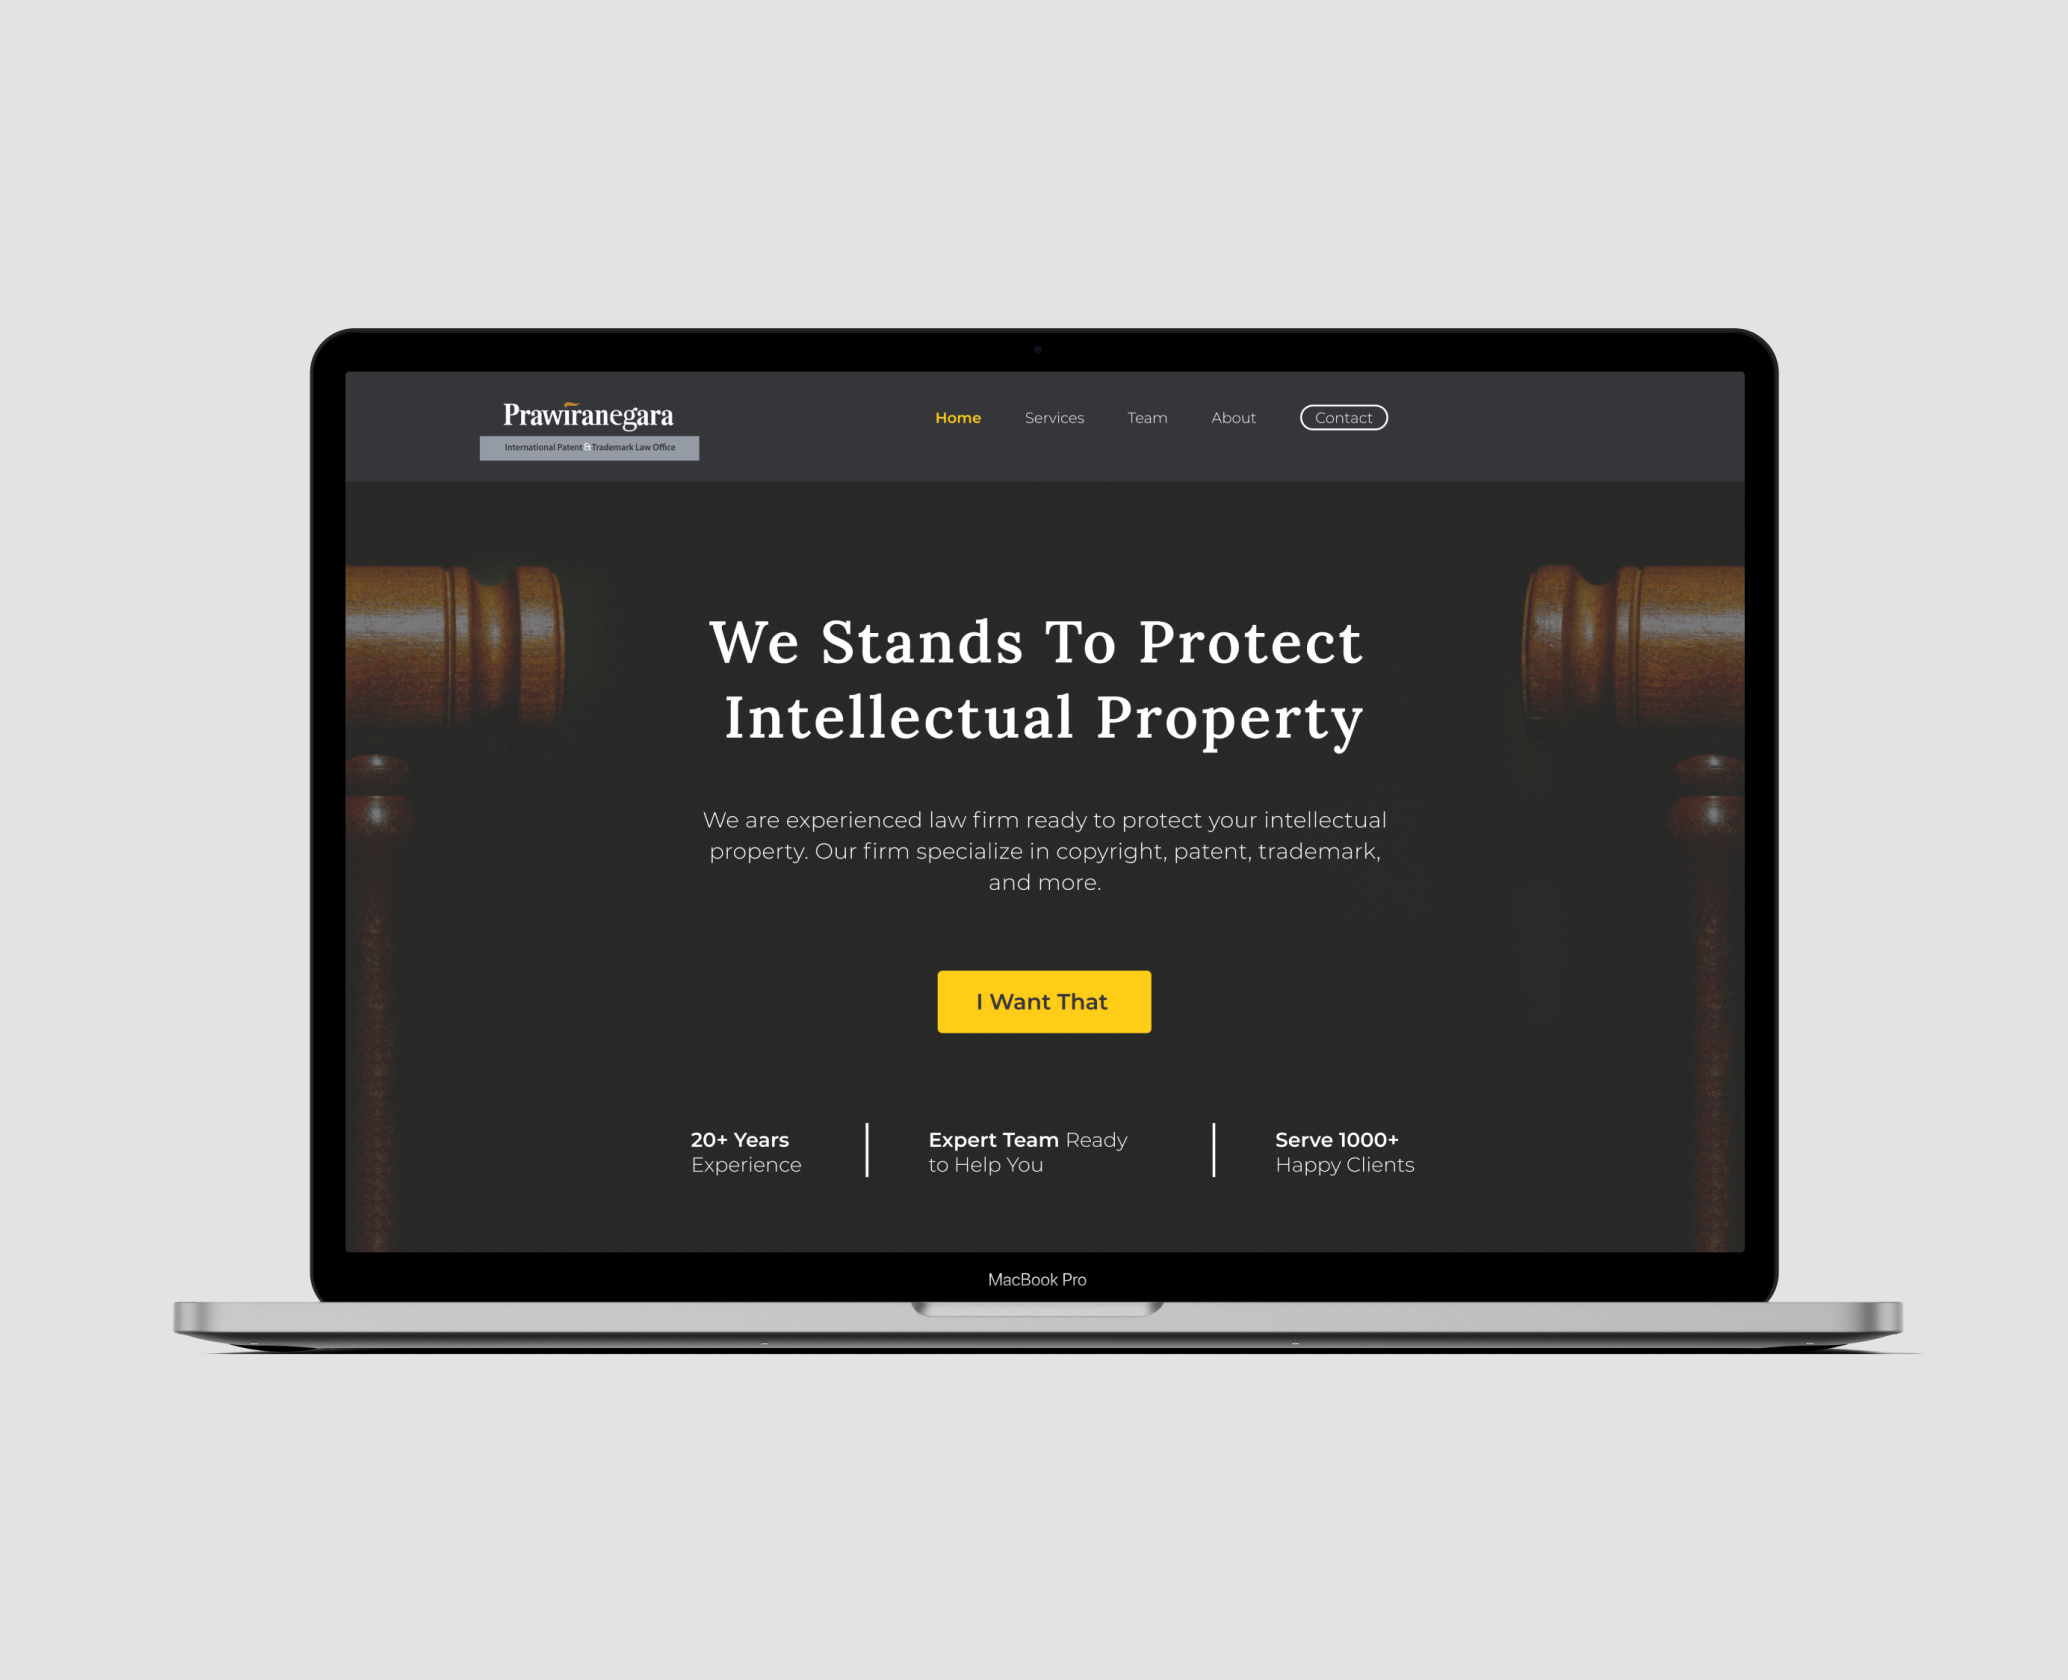 Prawiranegara
International Patent & Trademark Law Office
Home Services Team About Contact
We Stands To Protect
Intellectual Property
We are experienced law firm ready to protect your intellectual
property. Our firm specialize in copyright, patent, trademark,
and more.
I Want That
20+ Years
Experience
Expert Team Ready
to Help You
Serve 1000+
Happy Clients
MacBook Pro